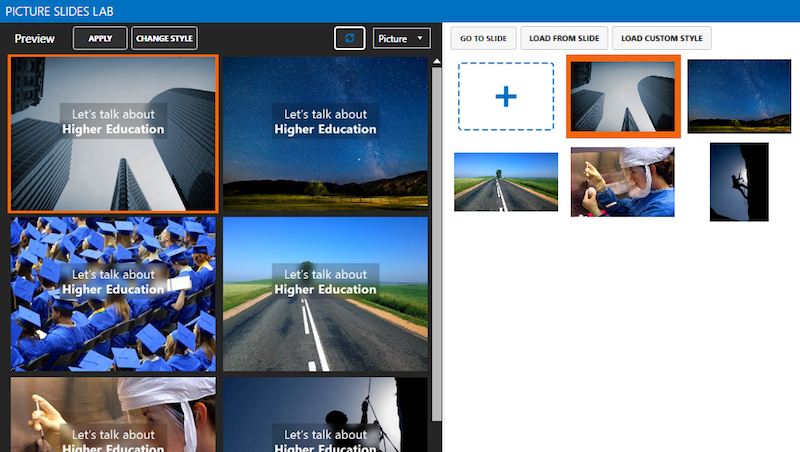 PICTURE SLIDES LAB
Preview
APPLY
CHANGE STYLE
Picture
GO TO SLIDE
LOAD FROM SLIDE
LOAD CUSTOM STYLE
Let's talk about
Higher Education
Let's talk about
Higher Education
Let's talk about
Higher Education
Let's talk about
Higher Education
Let's talk about
Higher Education
Let's talk about
Higher Education